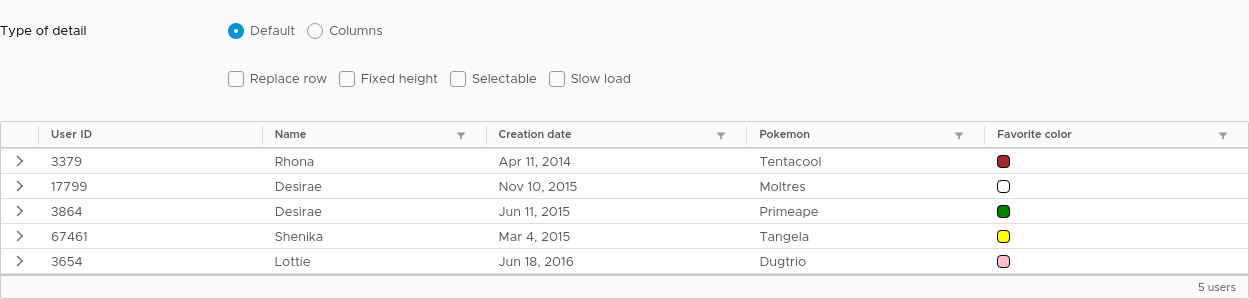 Type of detail Default Columns
Replace row Fixed height Selectable Slow load
User ID Name Creation date Pokemon Favorite color
3379 Rhona Apr 11, 2014 Tentacool
17799 Desirae Nov 10, 2015 Moltres
3864 Desirae Jun 11, 2015 Primeape
67461 Shenika Mar 4, 2015 Tangela
3654 Lottie Jun 18, 2016 Dugtrio
5 users